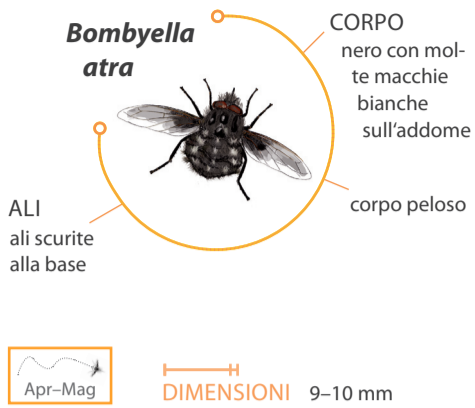 Bombyella
atra
CORPO
nero con mol-
te macchie
bianche
sull'addome
corpo peloso
ALI
ali scurite
alla base
Apr–Mag
DIMENSIONI 9–10 mm